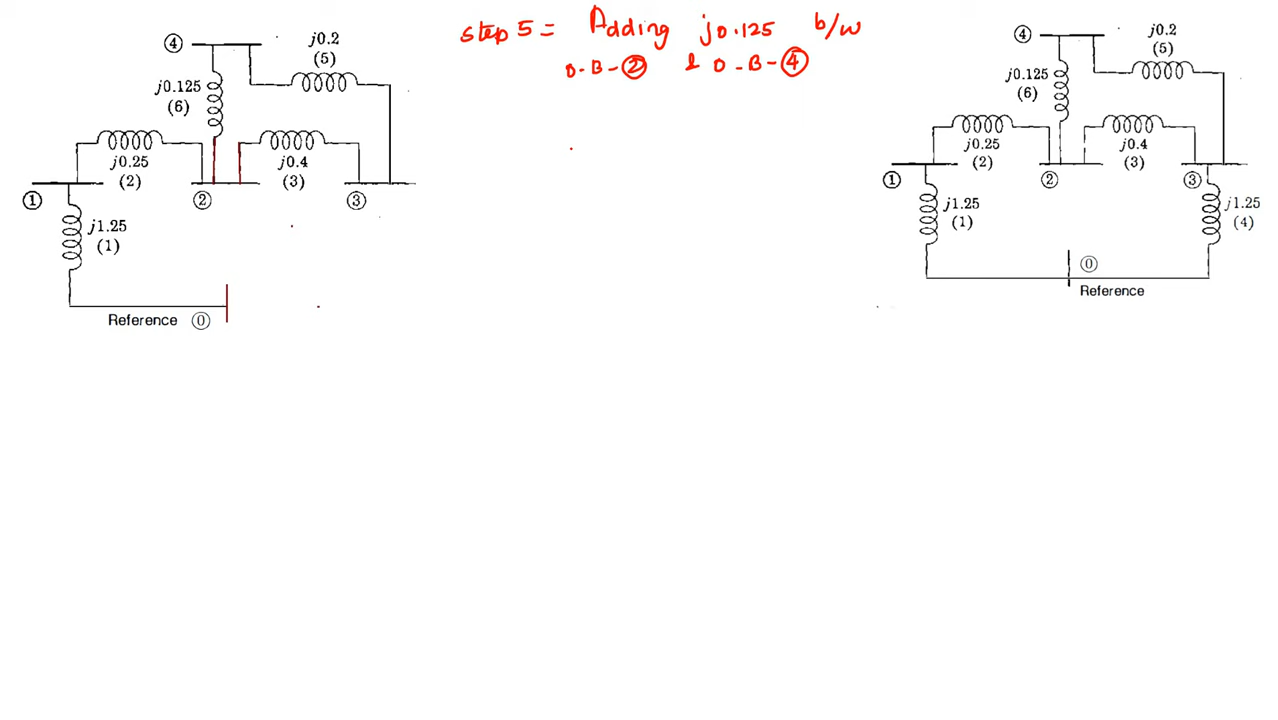 step 5 = Adding j0.125 b/w
O-B-② & O-B-④
④
j0.2
(5)
j0.125
(6)
j0.25
(2)
j0.4
(3)
①
②
③
j1.25
(1)
Reference ⓪
④
j0.2
(5)
j0.125
(6)
j0.25
(2)
j0.4
(3)
①
②
③
j1.25
(1)
j1.25
(4)
⓪
Reference